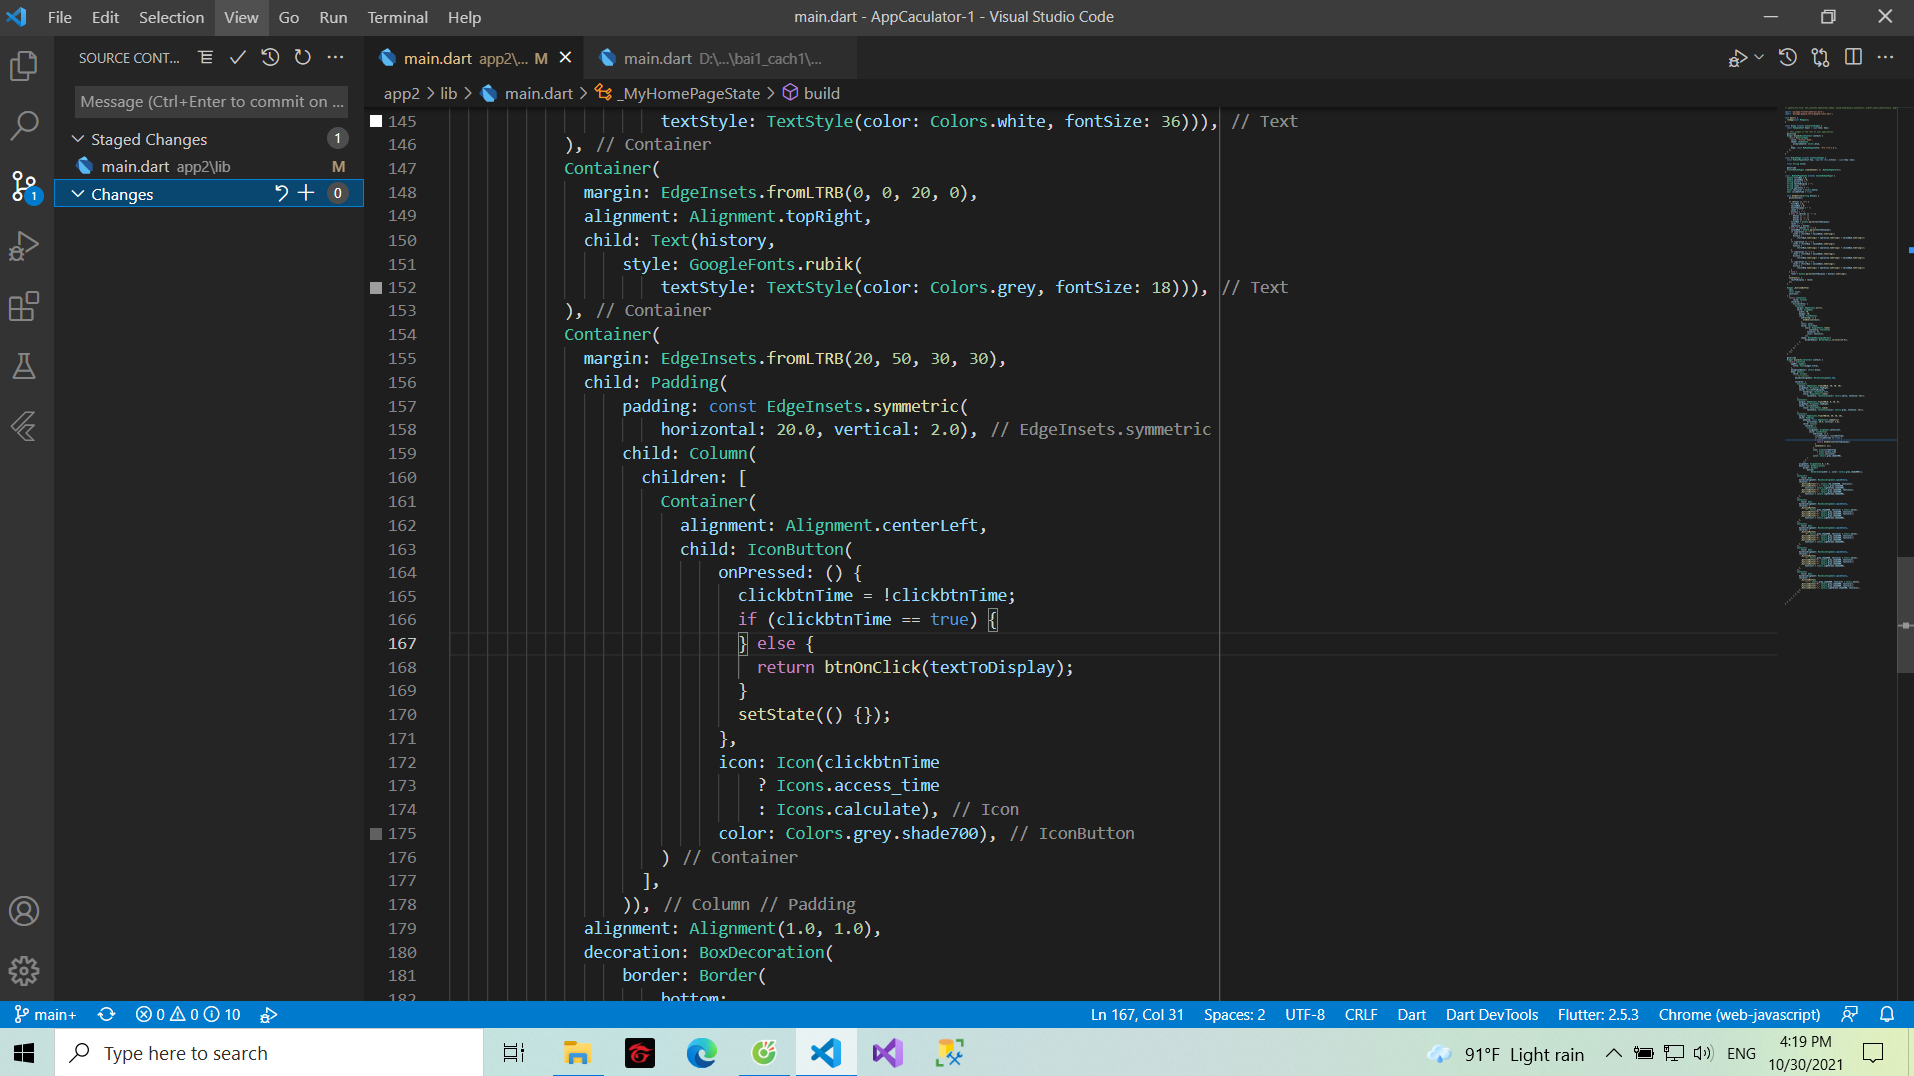 File Edit Selection View Go Run Terminal Help
main.dart - AppCaculator-1 - Visual Studio Code
SOURCE CONT...
Message (Ctrl+Enter to commit on ...
Staged Changes 1
main.dart app2\lib M
Changes 0
1
main.dart app2\... M
main.dart D:\...\bai1_cach1\...
app2 > lib > main.dart > _MyHomePageState > build
145 textStyle: TextStyle(color: Colors.white, fontSize: 36))), // Text
146 ), // Container
147 Container(
148 margin: EdgeInsets.fromLTRB(0, 0, 20, 0),
149 alignment: Alignment.topRight,
150 child: Text(history,
151 style: GoogleFonts.rubik(
152 textStyle: TextStyle(color: Colors.grey, fontSize: 18))), // Text
153 ), // Container
154 Container(
155 margin: EdgeInsets.fromLTRB(20, 50, 30, 30),
156 child: Padding(
157 padding: const EdgeInsets.symmetric(
158 horizontal: 20.0, vertical: 2.0), // EdgeInsets.symmetric
159 child: Column(
160 children: [
161 Container(
162 alignment: Alignment.centerLeft,
163 child: IconButton(
164 onPressed: () {
165 clickbtnTime = !clickbtnTime;
166 if (clickbtnTime == true) {
167 } else {
168 return btnOnClick(textToDisplay);
169 }
170 setState(() {});
171 },
172 icon: Icon(clickbtnTime
173 ? Icons.access_time
174 : Icons.calculate), // Icon
175 color: Colors.grey.shade700), // IconButton
176 ) // Container
177 ],
178 )), // Column // Padding
179 alignment: Alignment(1.0, 1.0),
180 decoration: BoxDecoration(
181 border: Border(
182 bottom:
main+ 0 0 10
Ln 167, Col 31 Spaces: 2 UTF-8 CRLF Dart Dart DevTools Flutter: 2.5.3 Chrome (web-javascript)
Type here to search
91°F Light rain
ENG
4:19 PM
10/30/2021